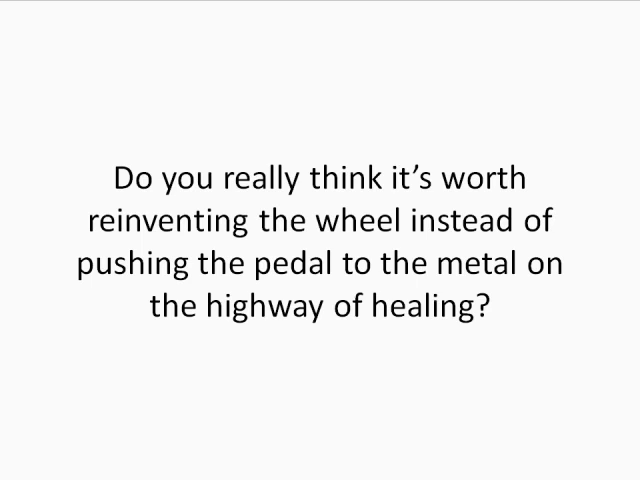 Do you really think it’s worth
reinventing the wheel instead of
pushing the pedal to the metal on
the highway of healing?